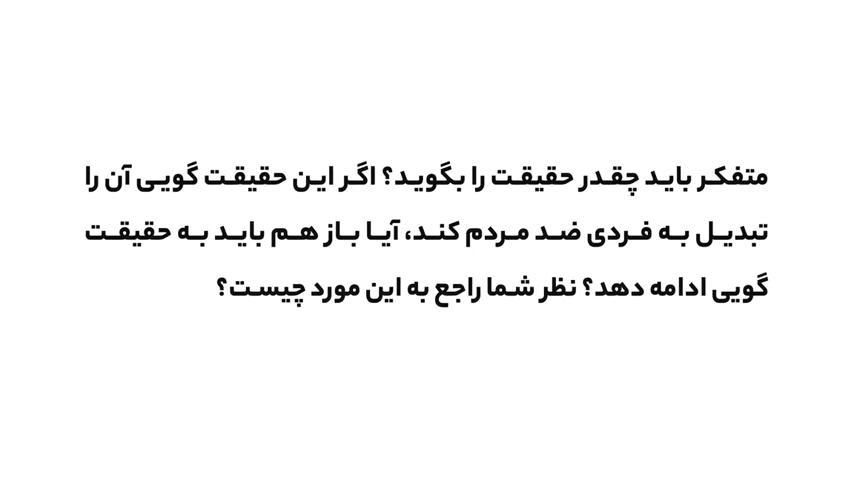 متفکر باید چقدر حقیقت را بگوید؟ اگر این حقیقت گویی آن را
تبدیل به فردی ضد مردم کند، آیا باز هم باید به حقیقت
گویی ادامه دهد؟ نظر شما راجع به این مورد چیست؟